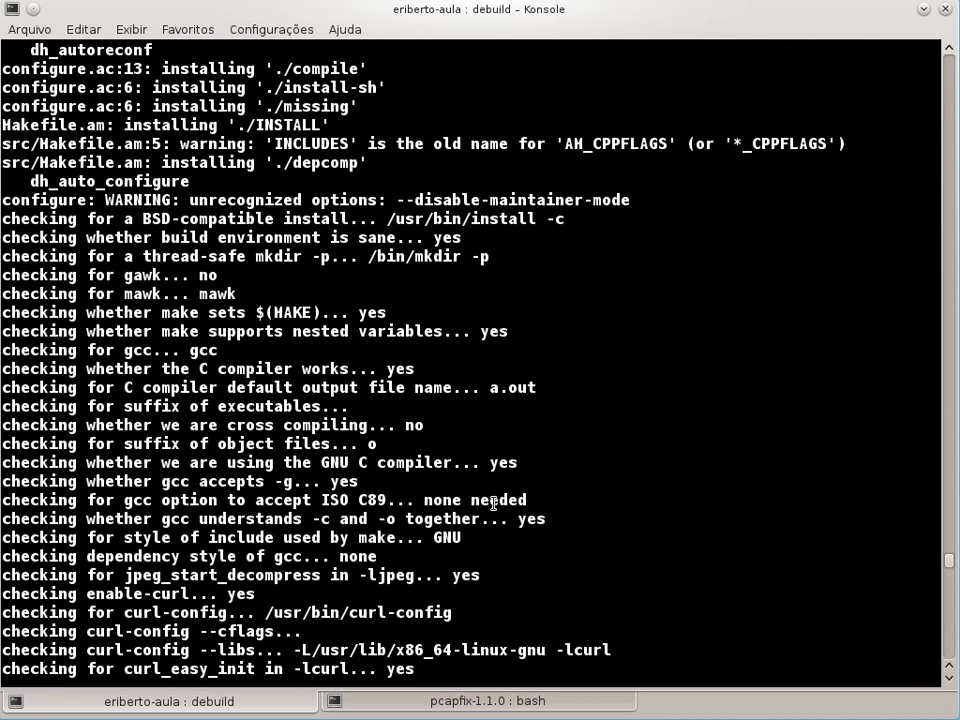 eriberto-aula : debuild – Konsole
Arquivo Editar Exibir Favoritos Configurações Ajuda
dh_autoreconf
configure.ac:13: installing './compile'
configure.ac:6: installing './install-sh'
configure.ac:6: installing './missing'
Makefile.am: installing './INSTALL'
src/Makefile.am:5: warning: 'INCLUDES' is the old name for 'AM_CPPFLAGS' (or '*_CPPFLAGS')
src/Makefile.am: installing './depcomp'
dh_auto_configure
configure: WARNING: unrecognized options: --disable-maintainer-mode
checking for a BSD-compatible install... /usr/bin/install -c
checking whether build environment is sane... yes
checking for a thread-safe mkdir -p... /bin/mkdir -p
checking for gawk... no
checking for mawk... mawk
checking whether make sets $(MAKE)... yes
checking whether make supports nested variables... yes
checking for gcc... gcc
checking whether the C compiler works... yes
checking for C compiler default output file name... a.out
checking for suffix of executables...
checking whether we are cross compiling... no
checking for suffix of object files... o
checking whether we are using the GNU C compiler... yes
checking whether gcc accepts -g... yes
checking for gcc option to accept ISO C89... none needed
checking whether gcc understands -c and -o together... yes
checking for style of include used by make... GNU
checking dependency style of gcc... none
checking for jpeg_start_decompress in -ljpeg... yes
checking enable-curl... yes
checking for curl-config... /usr/bin/curl-config
checking curl-config --cflags...
checking curl-config --libs... -L/usr/lib/x86_64-linux-gnu -lcurl
checking for curl_easy_init in -lcurl... yes
eriberto-aula : debuild
pcapfix-1.1.0 : bash